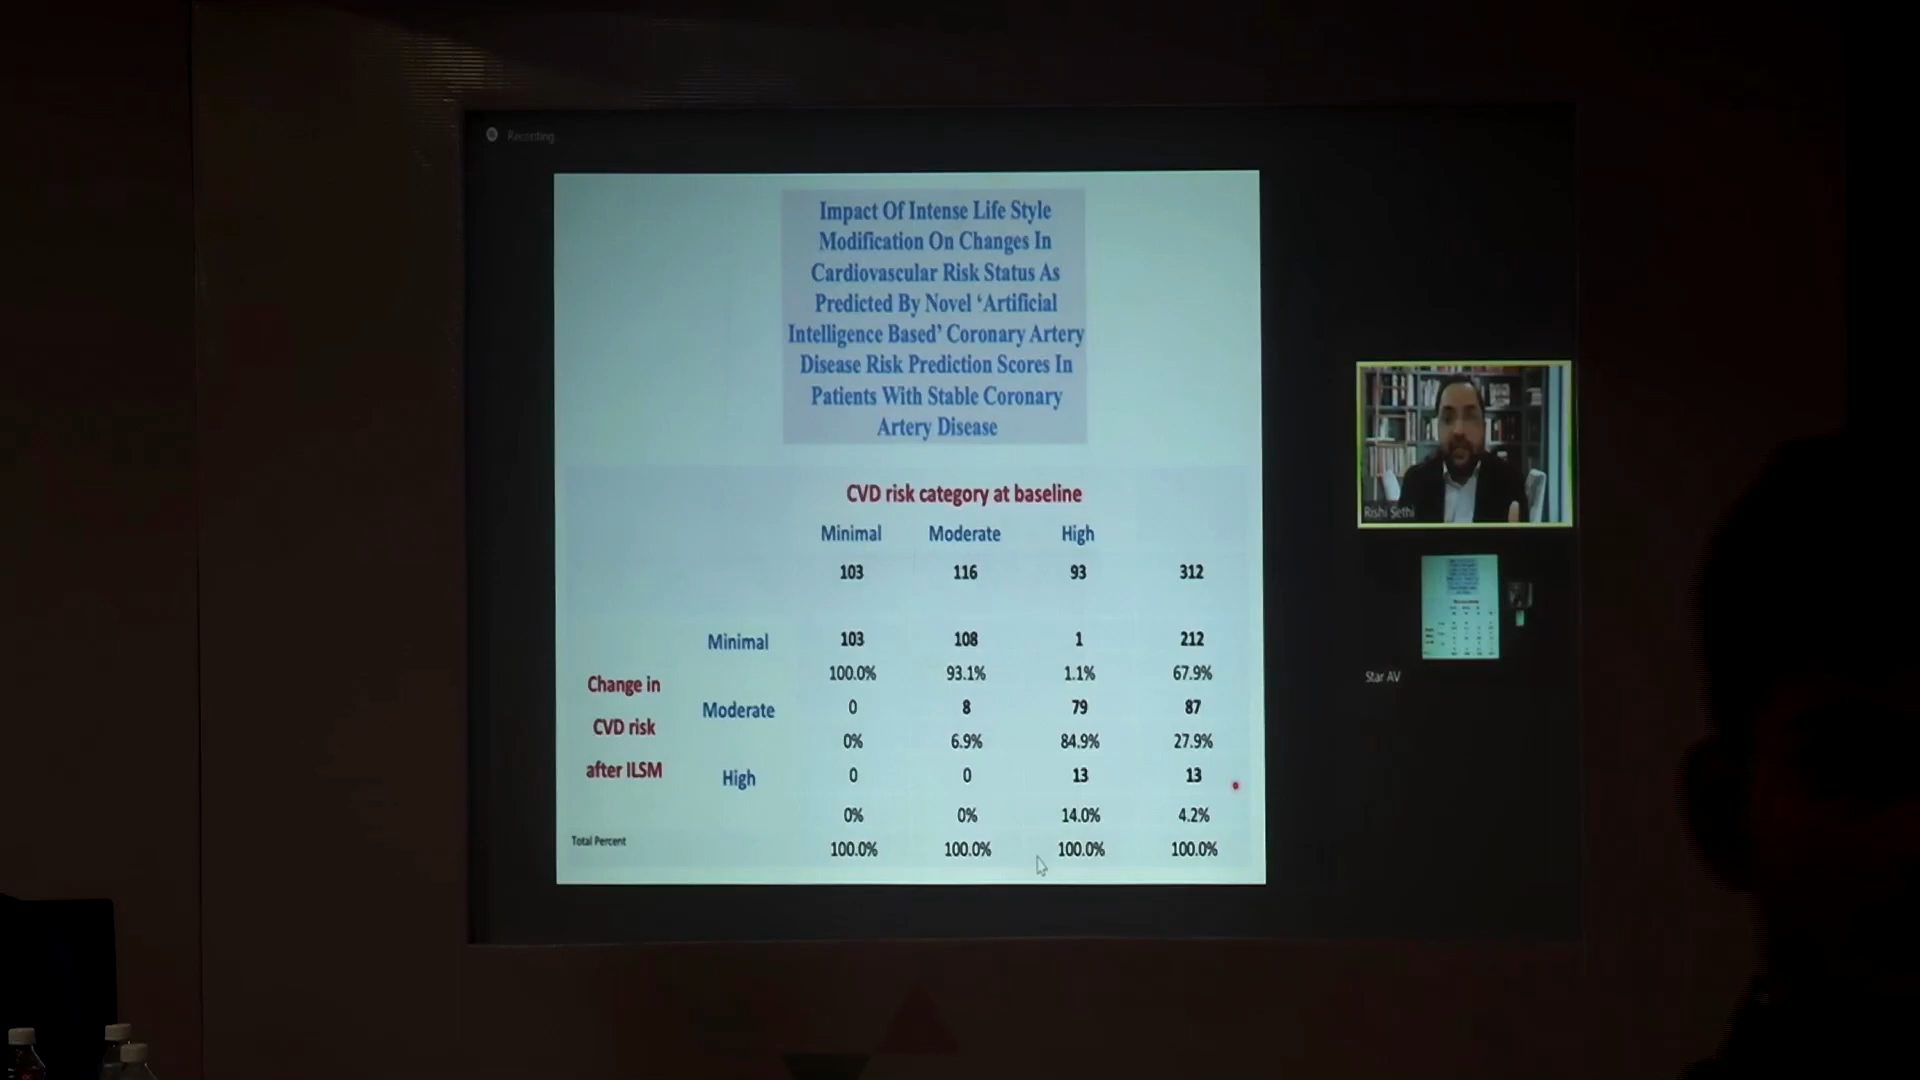 Recording
Impact Of Intense Life Style
Modification On Changes In
Cardiovascular Risk Status As
Predicted By Novel ‘Artificial
Intelligence Based’ Coronary Artery
Disease Risk Prediction Scores In
Patients With Stable Coronary
Artery Disease
CVD risk category at baseline
Minimal Moderate High
103 116 93 312
Minimal 103 108 1 212
100.0% 93.1% 1.1% 67.9%
Change in
CVD risk
after ILSM
Moderate 0 8 79 87
0% 6.9% 84.9% 27.9%
High 0 0 13 13
0% 0% 14.0% 4.2%
Total Percent 100.0% 100.0% 100.0% 100.0%
Rishi Sethi
Star AV